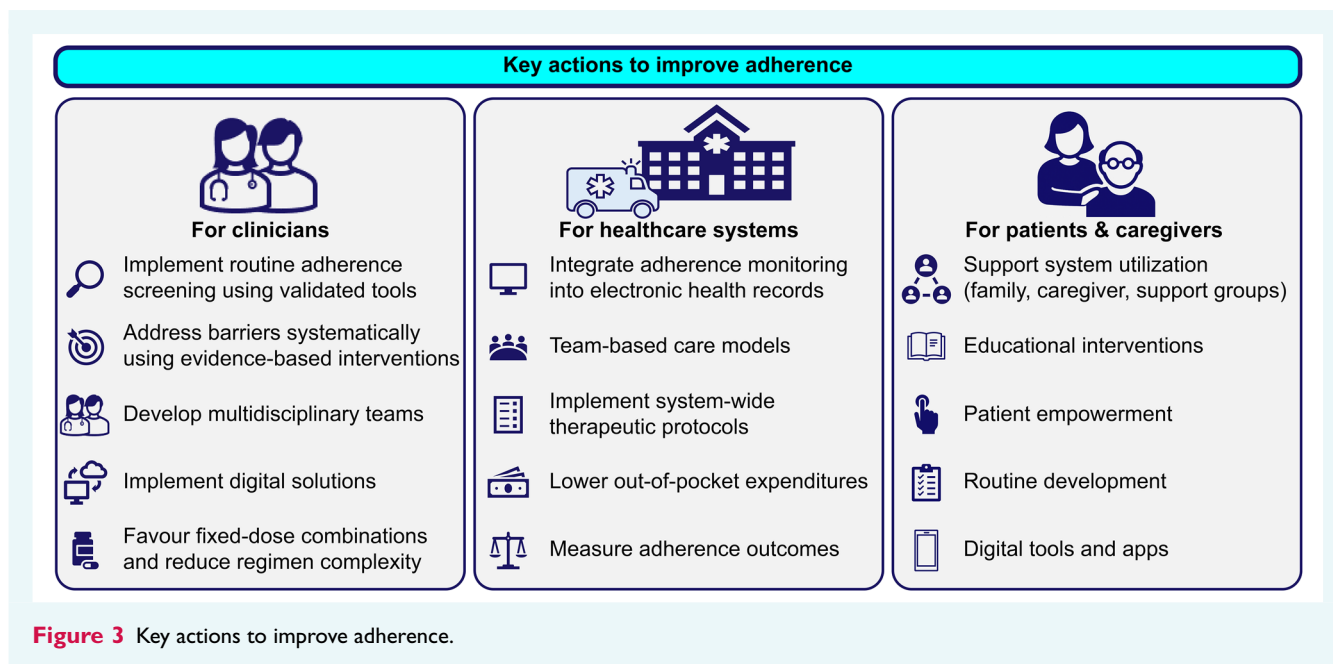 Key actions to improve adherence
For clinicians
Implement routine adherence
screening using validated tools
Address barriers systematically
using evidence-based interventions
Develop multidisciplinary teams
Implement digital solutions
Favour fixed-dose combinations
and reduce regimen complexity
For healthcare systems
Integrate adherence monitoring
into electronic health records
Team-based care models
Implement system-wide
therapeutic protocols
Lower out-of-pocket expenditures
Measure adherence outcomes
For patients & caregivers
Support system utilization
(family, caregiver, support groups)
Educational interventions
Patient empowerment
Routine development
Digital tools and apps
Figure 3 Key actions to improve adherence.